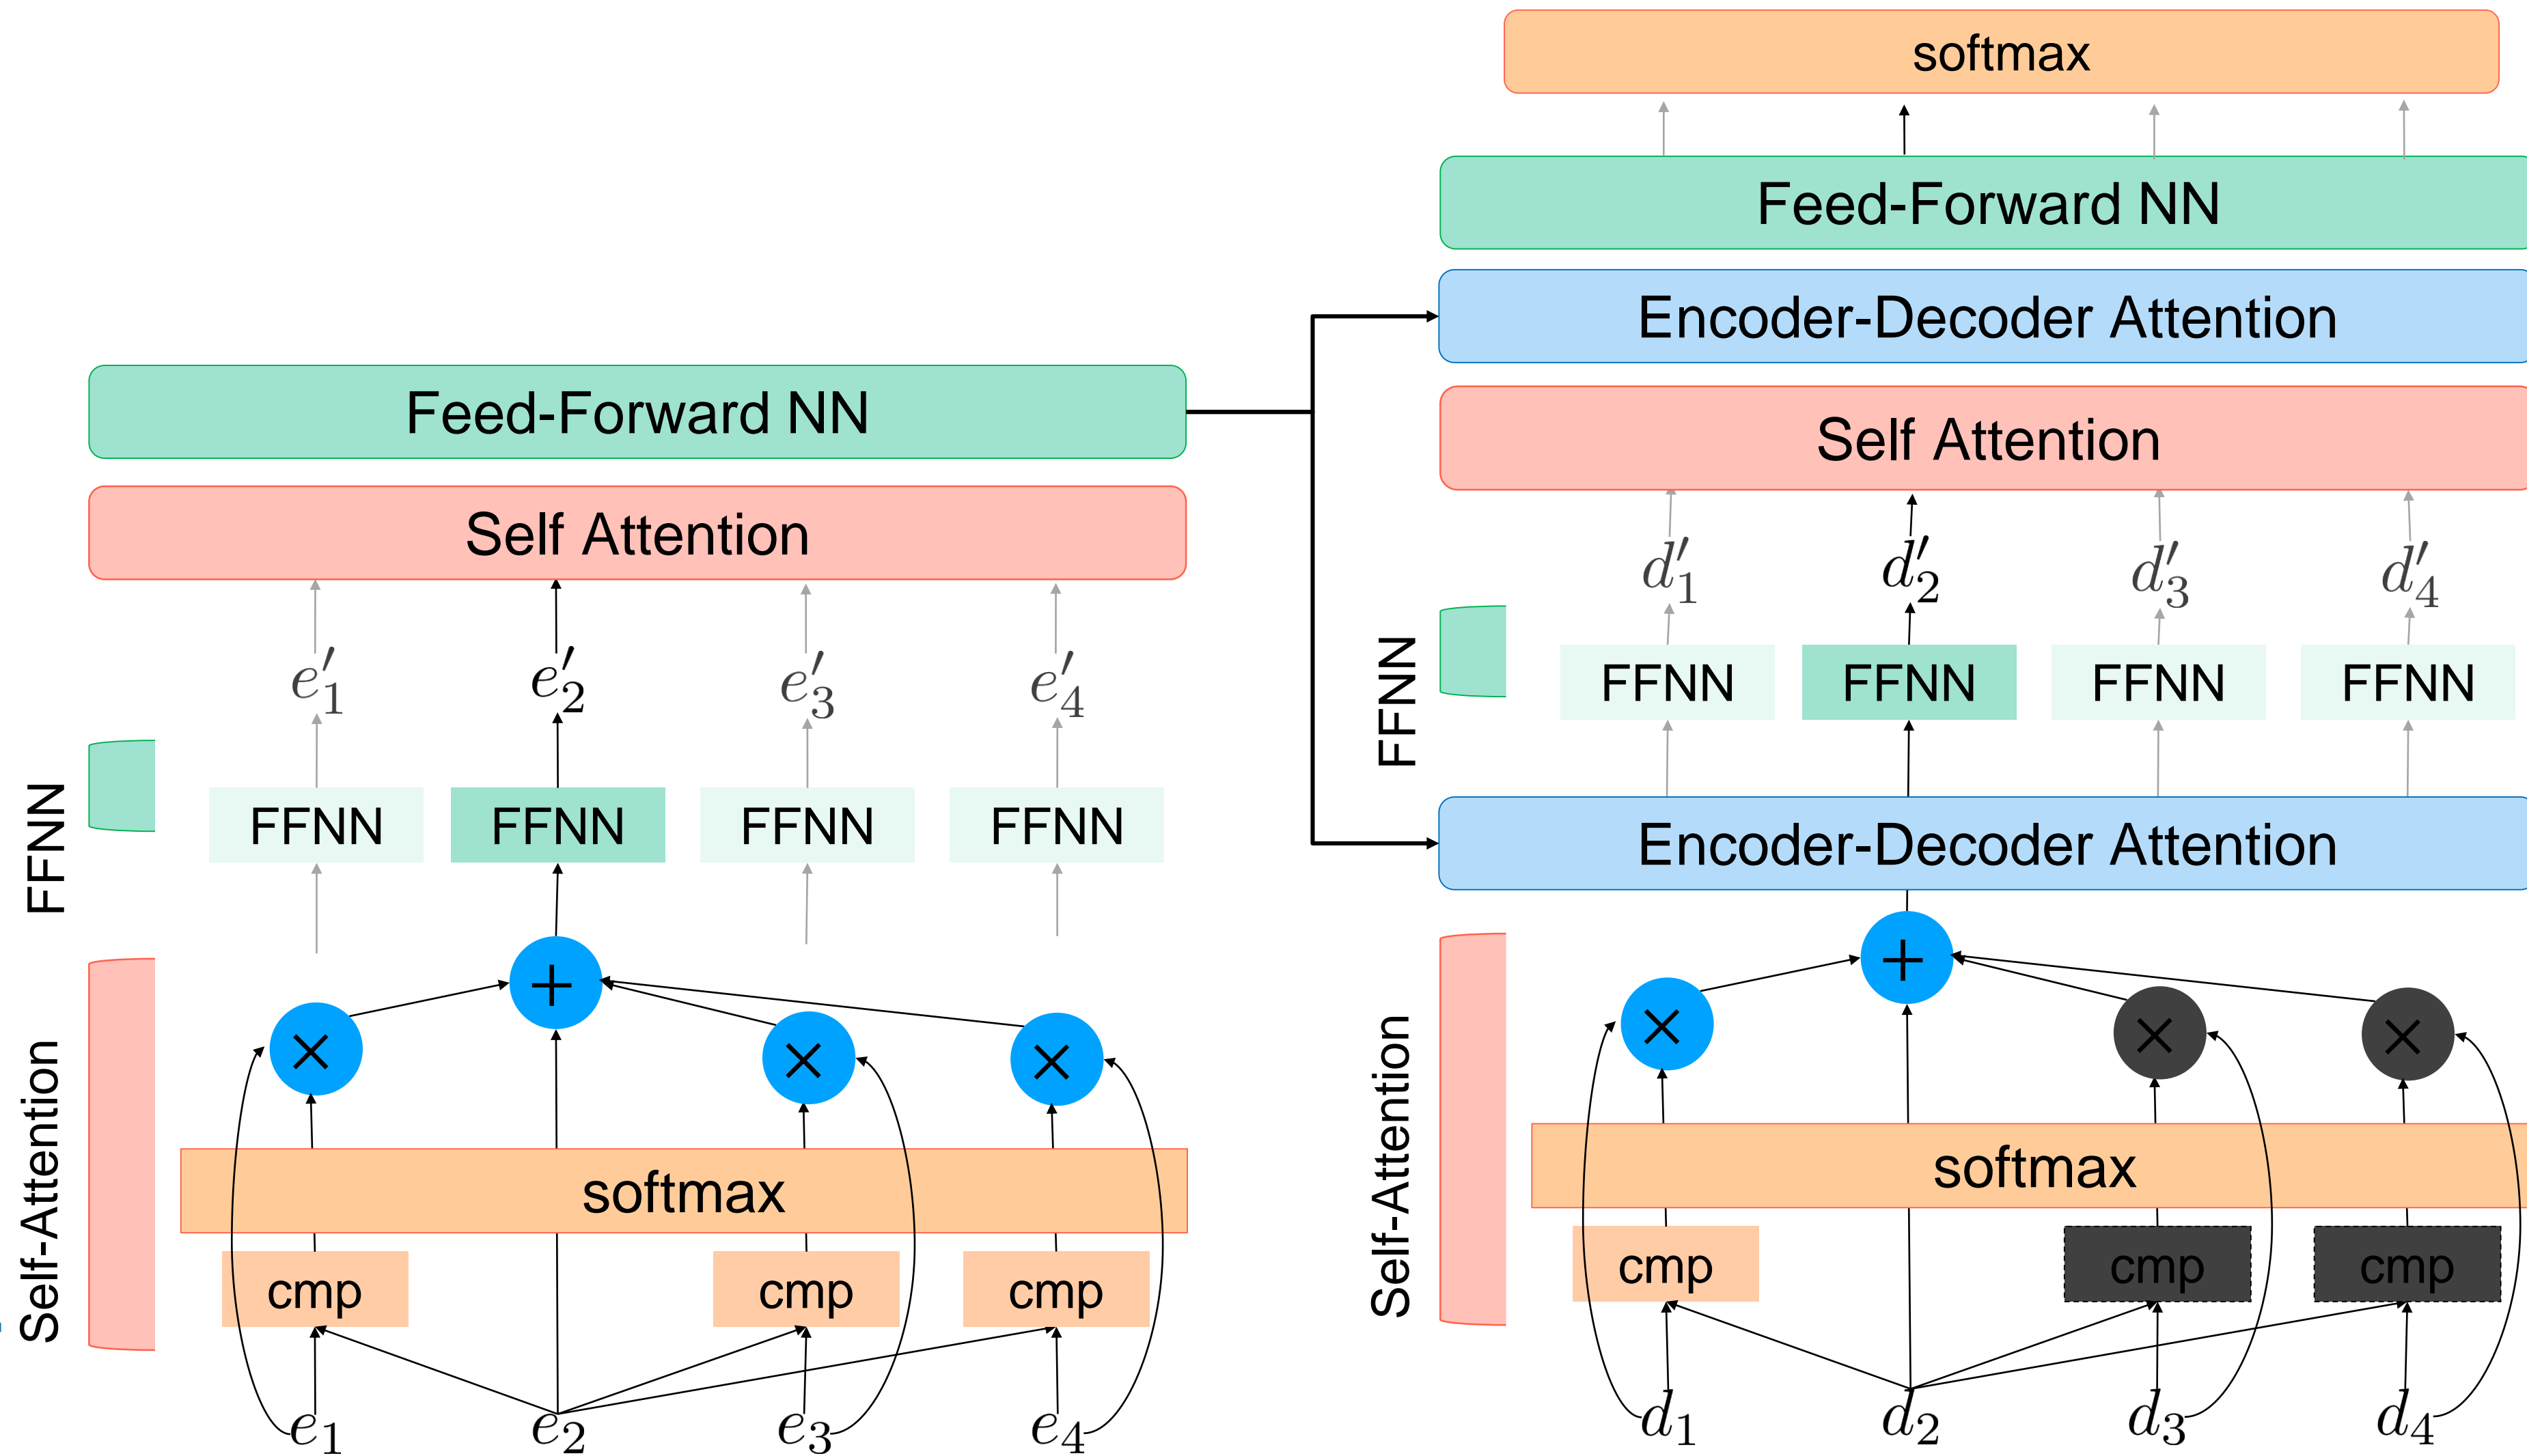 softmax
Feed-Forward NN
Encoder-Decoder Attention
Self Attention
d′₁ d′₂ d′₃ d′₄
FFNN
FFNN FFNN FFNN FFNN
Encoder-Decoder Attention
+
× × ×
Self-Attention
softmax
cmp cmp cmp
d₁ d₂ d₃ d₄
Feed-Forward NN
Self Attention
e′₁ e′₂ e′₃ e′₄
FFNN
FFNN FFNN FFNN FFNN
+
× × ×
Self-Attention
softmax
cmp cmp cmp
e₁ e₂ e₃ e₄